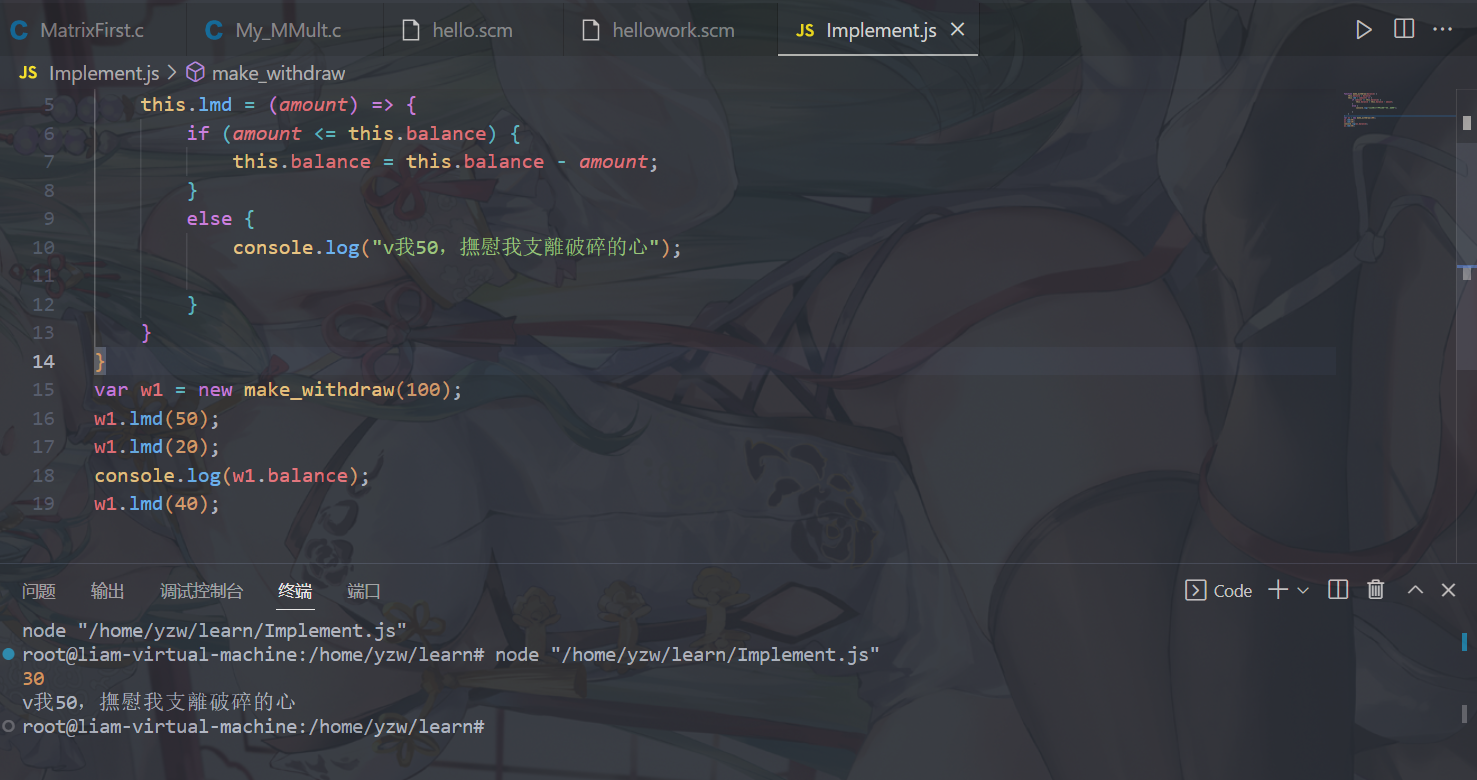 MatrixFirst.c My_MMult.c hello.scm hellowork.scm JS Implement.js
JS Implement.js > make_withdraw
5 this.lmd = (amount) => {
6 if (amount <= this.balance) {
7 this.balance = this.balance - amount;
8 }
9 else {
10 console.log("v我50，撫慰我支離破碎的心");
11
12 }
13 }
14 }
15 var w1 = new make_withdraw(100);
16 w1.lmd(50);
17 w1.lmd(20);
18 console.log(w1.balance);
19 w1.lmd(40);
问题 输出 调试控制台 终端 端口 Code
node "/home/yzw/learn/Implement.js"
root@liam-virtual-machine:/home/yzw/learn# node "/home/yzw/learn/Implement.js"
30
v我50，撫慰我支離破碎的心
root@liam-virtual-machine:/home/yzw/learn#